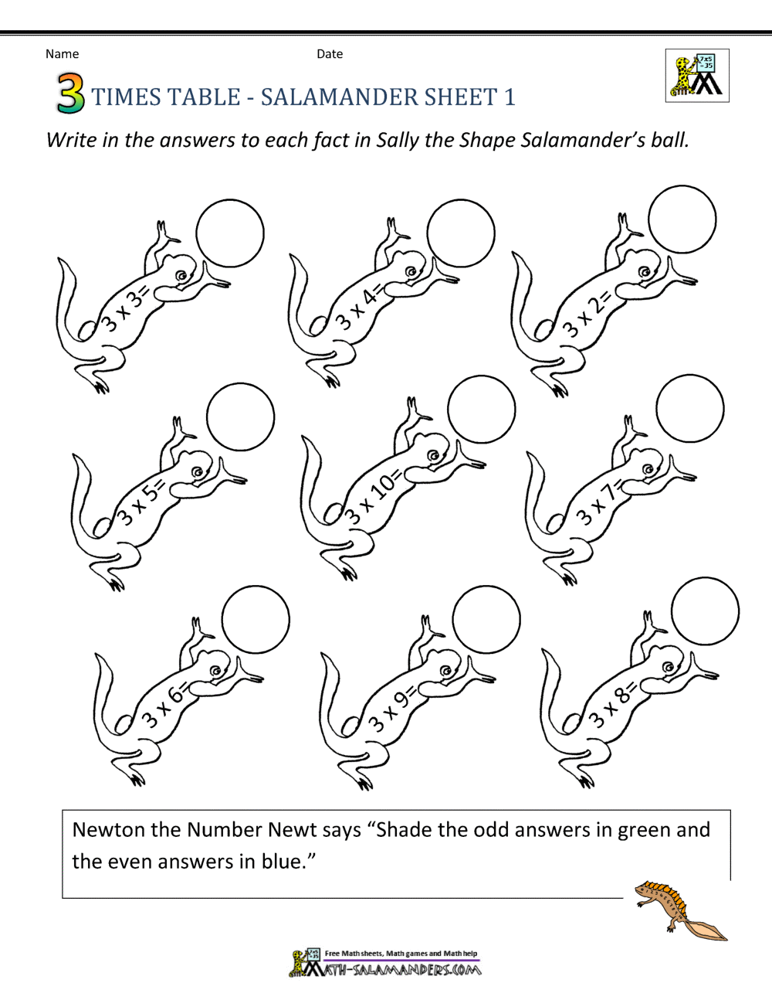 Name Date
7x5
=35
3 TIMES TABLE - SALAMANDER SHEET 1
Write in the answers to each fact in Sally the Shape Salamander’s ball.
3 x 3= 3 x 4= 3 x 2=
3 x 5= 3 x 10= 3 x 7=
3 x 6= 3 x 9= 3 x 8=
Newton the Number Newt says “Shade the odd answers in green and
the even answers in blue.”
Free Math sheets, Math games and Math help
MATH-SALAMANDERS.COM